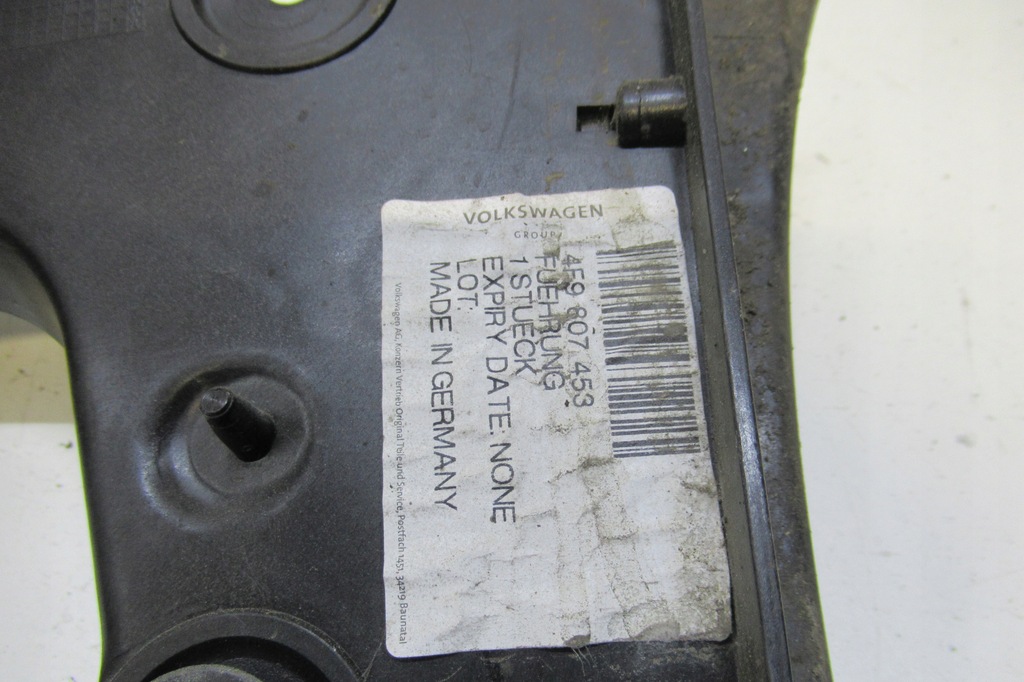 VOLKSWAGEN
GROUP
4F9 807 453
FUEHRUNG
1 STUECK
EXPIRY DATE: NONE
LOT:
MADE IN GERMANY
Volkswagen AG, Konzern Vertrieb Original Teile und Service, Postfach 1451, 34219 Baunatal